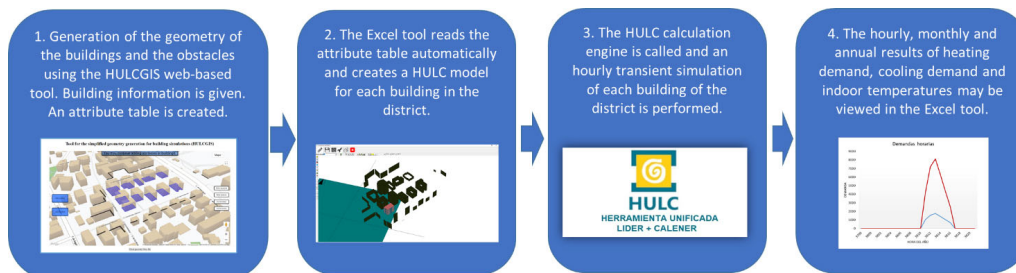 1. Generation of the geometry of
the buildings and the obstacles
using the HULCGIS web-based
tool. Building information is given.
An attribute table is created.
Tool for the simplified geometry generation for building simulations (HULCGIS)
2. The Excel tool reads the
attribute table automatically
and creates a HULC model
for each building in the
district.
3. The HULC calculation
engine is called and an
hourly transient simulation
of each building of the
district is performed.
HULC
HERRAMIENTA UNIFICADA
LIDER + CALENER
4. The hourly, monthly and
annual results of heating
demand, cooling demand and
indoor temperatures may be
viewed in the Excel tool.
Demandas horarias